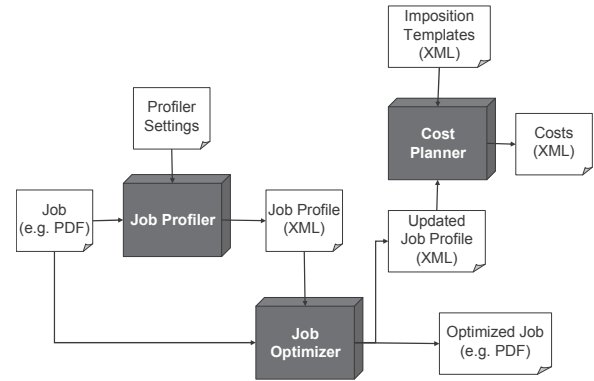 Imposition
Templates
(XML)
Profiler
Settings
Cost
Planner
Costs
(XML)
Job
(e.g. PDF)
Job Profiler
Job Profile
(XML)
Updated
Job Profile
(XML)
Job
Optimizer
Optimized Job
(e.g. PDF)